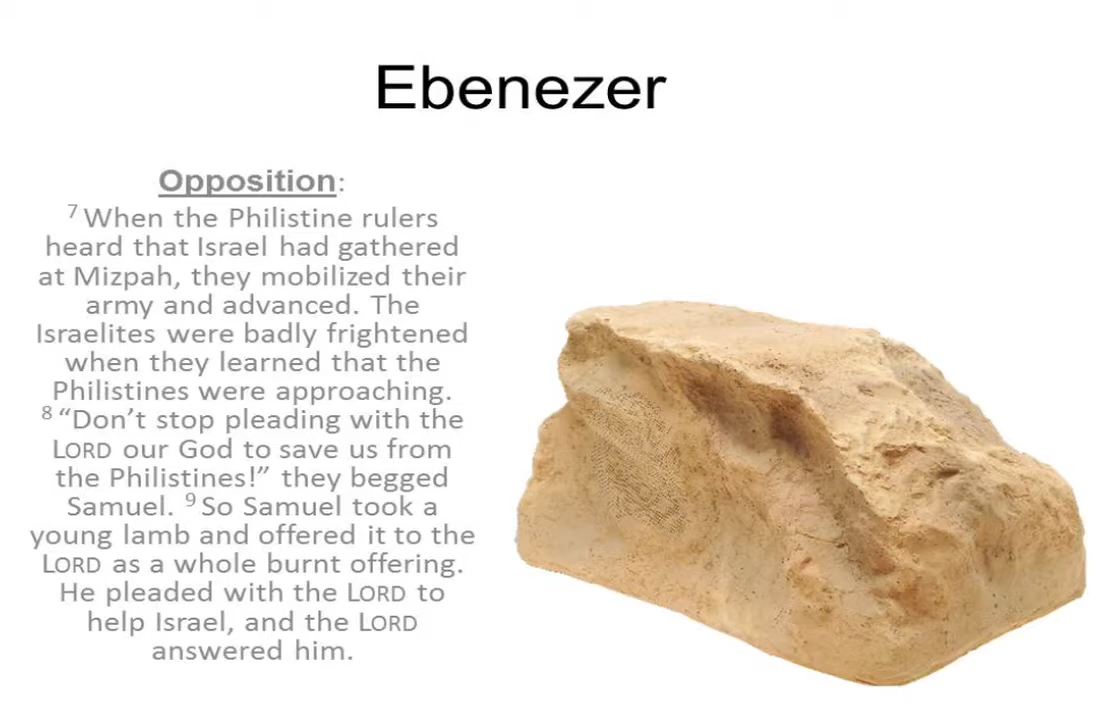 Ebenezer
Opposition:
⁷ When the Philistine rulers
heard that Israel had gathered
at Mizpah, they mobilized their
army and advanced. The
Israelites were badly frightened
when they learned that the
Philistines were approaching.
⁸ “Don’t stop pleading with the
LORD our God to save us from
the Philistines!” they begged
Samuel. ⁹ So Samuel took a
young lamb and offered it to the
LORD as a whole burnt offering.
He pleaded with the LORD to
help Israel, and the LORD
answered him.